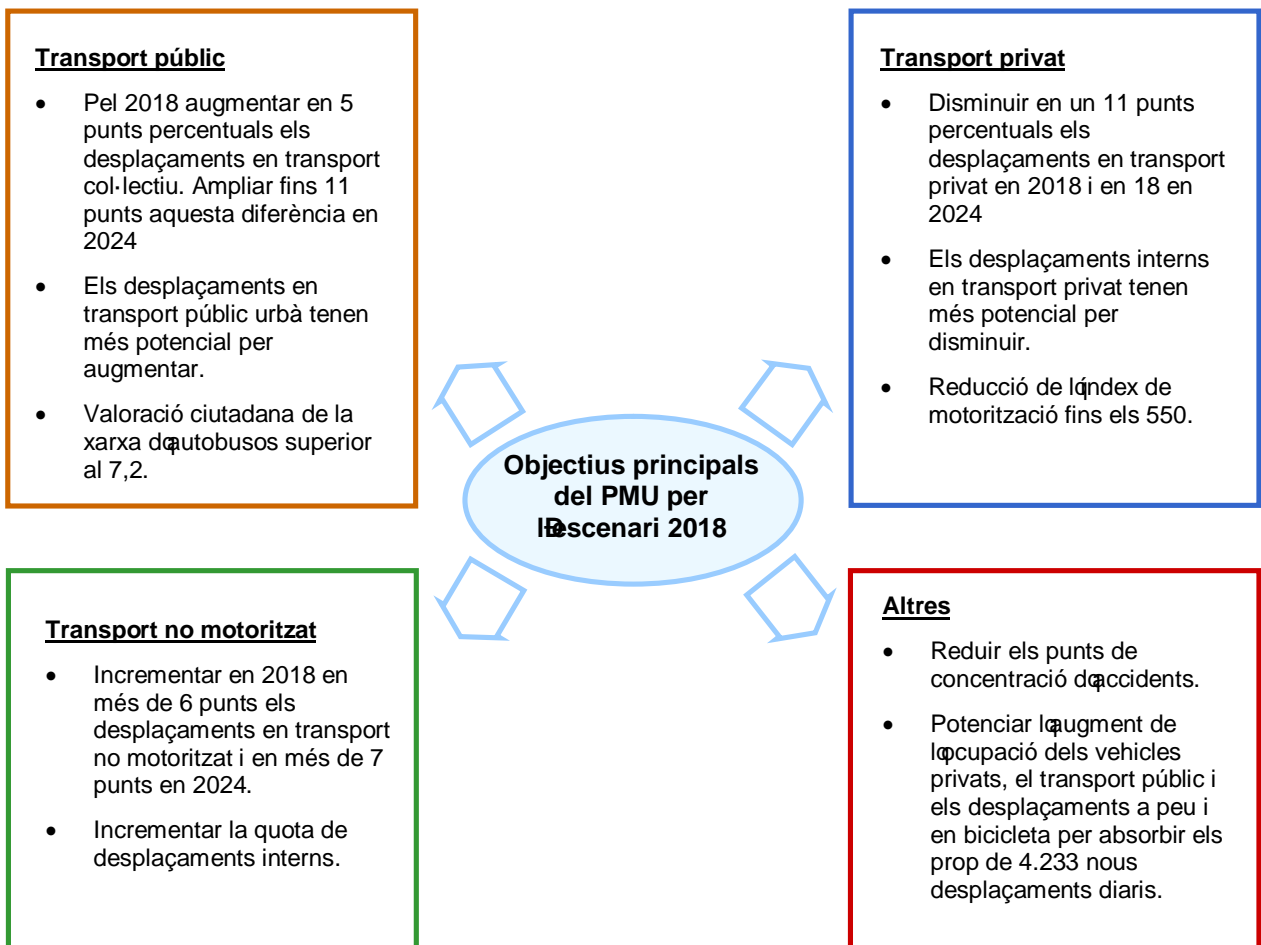 Transport públic
• Pel 2018 augmentar en 5
punts percentuals els
desplaçaments en transport
col·lectiu. Ampliar fins 11
punts aquesta diferència en
2024
• Els desplaçaments en
transport públic urbà tenen
més potencial per
augmentar.
• Valoració ciutadana de la
xarxa dqautobusos superior
al 7,2.
Transport privat
• Disminuir en un 11 punts
percentuals els
desplaçaments en transport
privat en 2018 i en 18 en
2024
• Els desplaçaments interns
en transport privat tenen
més potencial per
disminuir.
• Reducció de lqíndex de
motorització fins els 550.
Objectius principals
del PMU per
lÐescenari 2018
Transport no motoritzat
• Incrementar en 2018 en
més de 6 punts els
desplaçaments en transport
no motoritzat i en més de 7
punts en 2024.
• Incrementar la quota de
desplaçaments interns.
Altres
• Reduir els punts de
concentració dqaccidents.
• Potenciar lqaugment de
lqocupació dels vehicles
privats, el transport públic i
els desplaçaments a peu i
en bicicleta per absorbir els
prop de 4.233 nous
desplaçaments diaris.